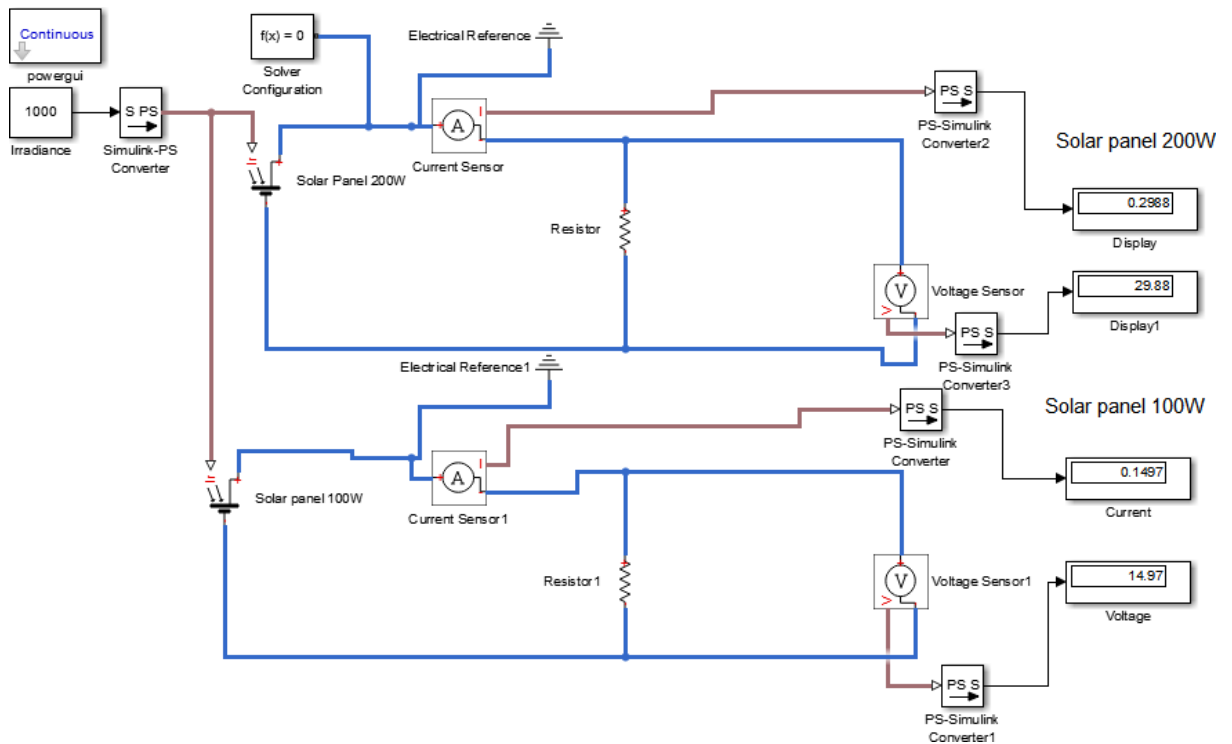 Continuous
powergui
1000
Irradiance
S PS
Simulink-PS
Converter
f(x) = 0
Solver
Configuration
Electrical Reference
A
I
Current Sensor
Ir
Solar Panel 200W
Resistor
PS S
PS-Simulink
Converter2
Solar panel 200W
0.2988
Display
V
V
Voltage Sensor
29.88
Display1
PS S
PS-Simulink
Converter3
Electrical Reference1
Solar panel 100W
PS S
PS-Simulink
Converter
A
I
Current Sensor1
Ir
Solar panel 100W
0.1497
Current
Resistor1
V
V
Voltage Sensor1
14.97
Voltage
PS S
PS-Simulink
Converter1